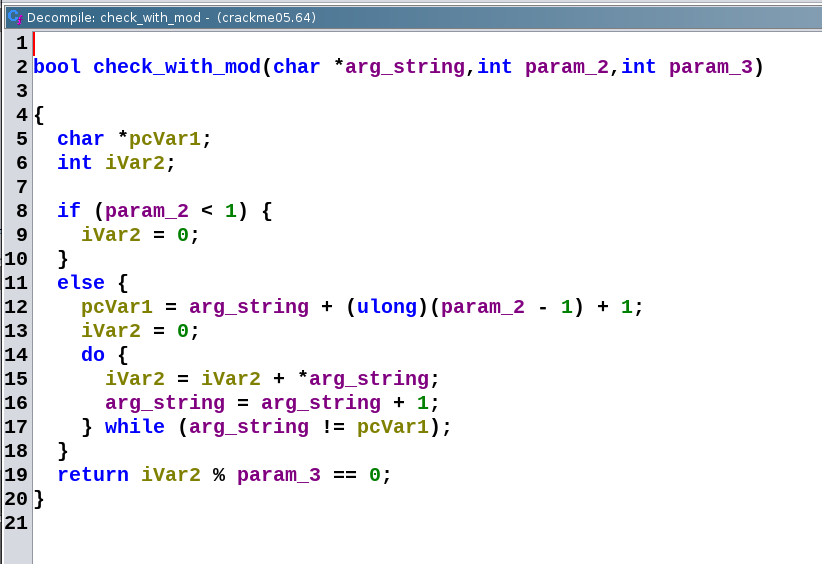 Decompile: check_with_mod - (crackme05.64)
1
2 bool check_with_mod(char *arg_string,int param_2,int param_3)
3
4 {
5   char *pcVar1;
6   int iVar2;
7
8   if (param_2 < 1) {
9     iVar2 = 0;
10   }
11   else {
12     pcVar1 = arg_string + (ulong)(param_2 - 1) + 1;
13     iVar2 = 0;
14     do {
15       iVar2 = iVar2 + *arg_string;
16       arg_string = arg_string + 1;
17     } while (arg_string != pcVar1);
18   }
19   return iVar2 % param_3 == 0;
20 }
21